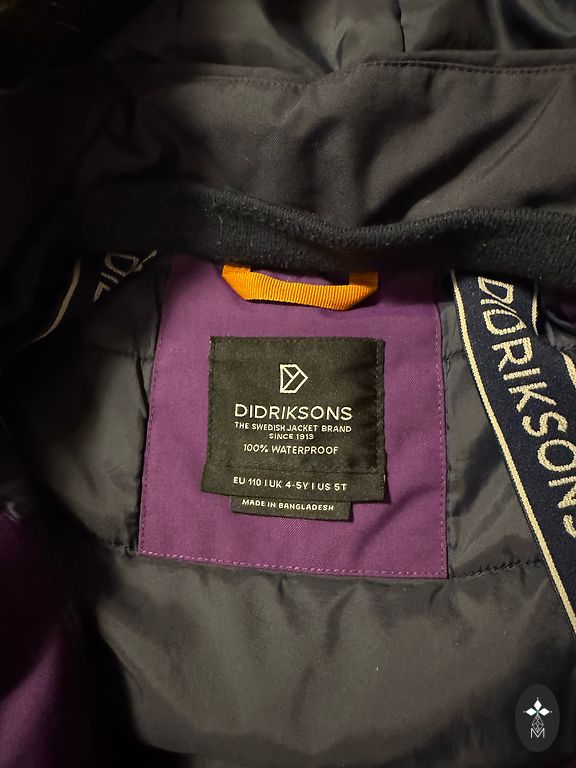 DIDRIKSONS
THE SWEDISH JACKET BRAND
SINCE 1913
100% WATERPROOF
EU 110 | UK 4-5Y | US 5T
MADE IN BANGLADESH
DIDRIKSONS
M